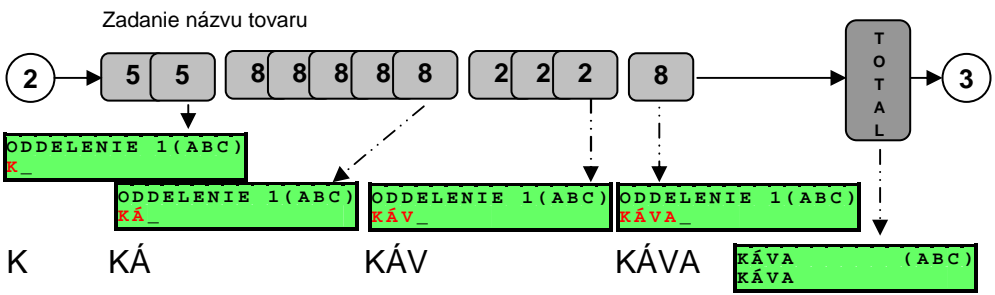 Zadanie názvu tovaru
2 5 5 8 8 8 8 8 2 2 2 8 TOTAL 3
ODDELENIE 1(ABC)
K_
ODDELENIE 1(ABC)
KÁ_
ODDELENIE 1(ABC)
KÁV_
ODDELENIE 1(ABC)
KÁVA_
K KÁ KÁV KÁVA
KÁVA (ABC)
KÁVA